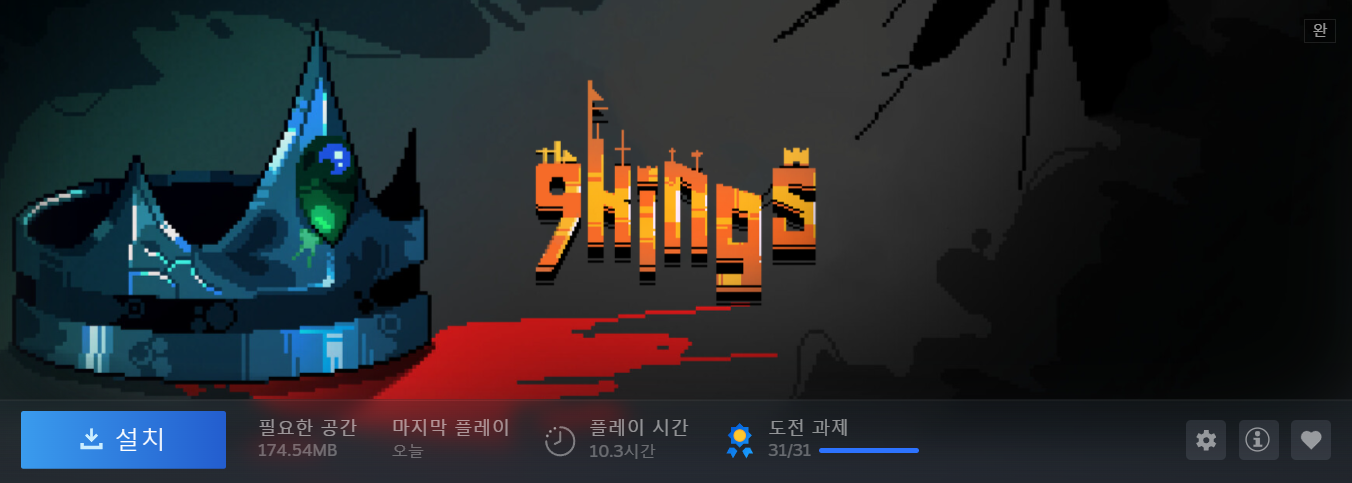 완
9kings
설치
필요한 공간
174.54MB
마지막 플레이
오늘
플레이 시간
10.3시간
도전 과제
31/31